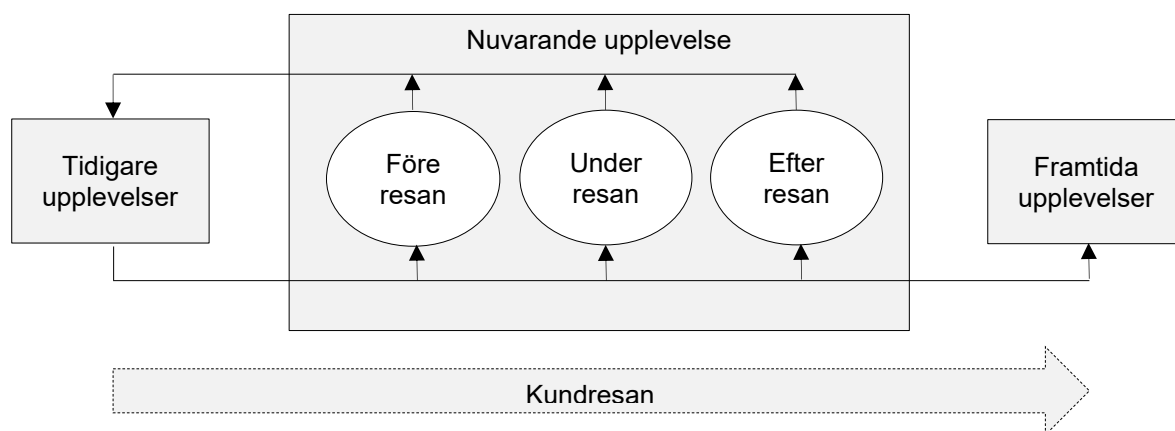 Nuvarande upplevelse
Tidigare
upplevelser
Före
resan
Under
resan
Efter
resan
Framtida
upplevelser
Kundresan